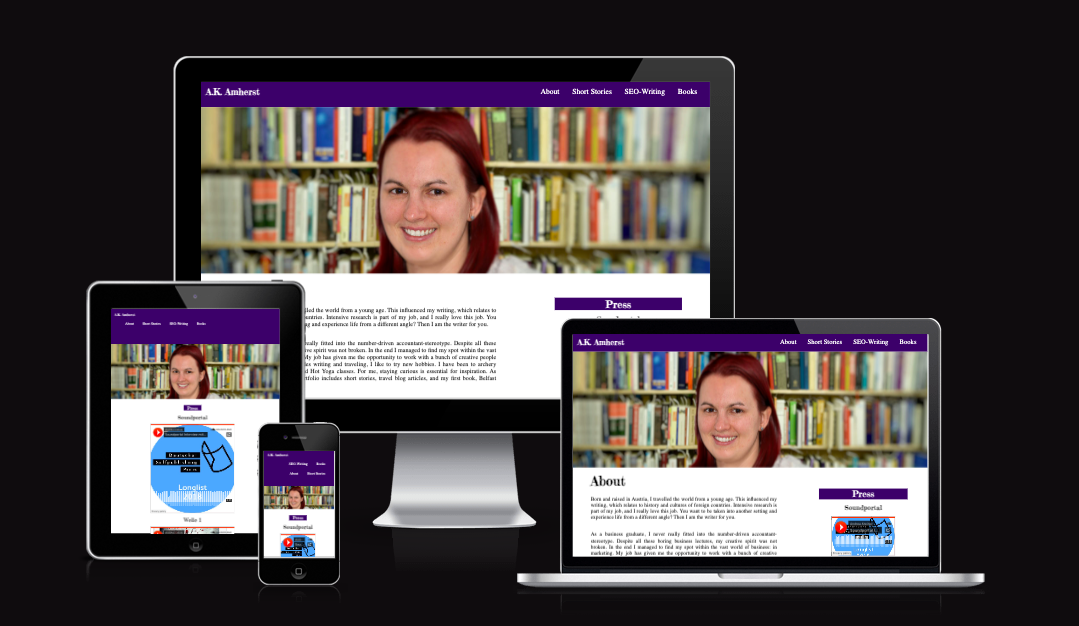 A.K. Amherst
About Short Stories SEO-Writing Books
Press
led the world from a young age. This influenced my writing, which relates to
ountries. Intensive research is part of my job, and I really love this job. You
g and experience life from a different angle? Then I am the writer for you.
eally fitted into the number-driven accountant-stereotype. Despite all these
ve spirit was not broken. In the end I managed to find my spot within the vast
My job has given me the opportunity to work with a bunch of creative people
es writing and traveling, I like to try new hobbies. I have been to archery
d Hot Yoga classes. For me, staying curious is essential for inspiration. As
tfolio includes short stories, travel blog articles, and my first book, Belfast
A.K. Amherst
About Short Stories SEO-Writing Books
Press
Soundportal
Deutsche
Selfpublishing
Preis
Longlist
Welle 1
A.K. Amherst
SEO-Writing Books
About Short Stories
Press
Soundportal
A.K. Amherst
About Short Stories SEO-Writing Books
About
Born and raised in Austria, I travelled the world from a young age. This influenced my
writing, which relates to history and cultures of foreign countries. Intensive research is
part of my job, and I really love this job. You want to be taken into another setting and
experience life from a different angle? Then I am the writer for you.
As a business graduate, I never really fitted into the number-driven accountant-
stereotype. Despite all these boring business lectures, my creative spirit was not
broken. In the end I managed to find my spot within the vast world of business: in
marketing. My job has given me the opportunity to work with a bunch of creative
Press
Soundportal